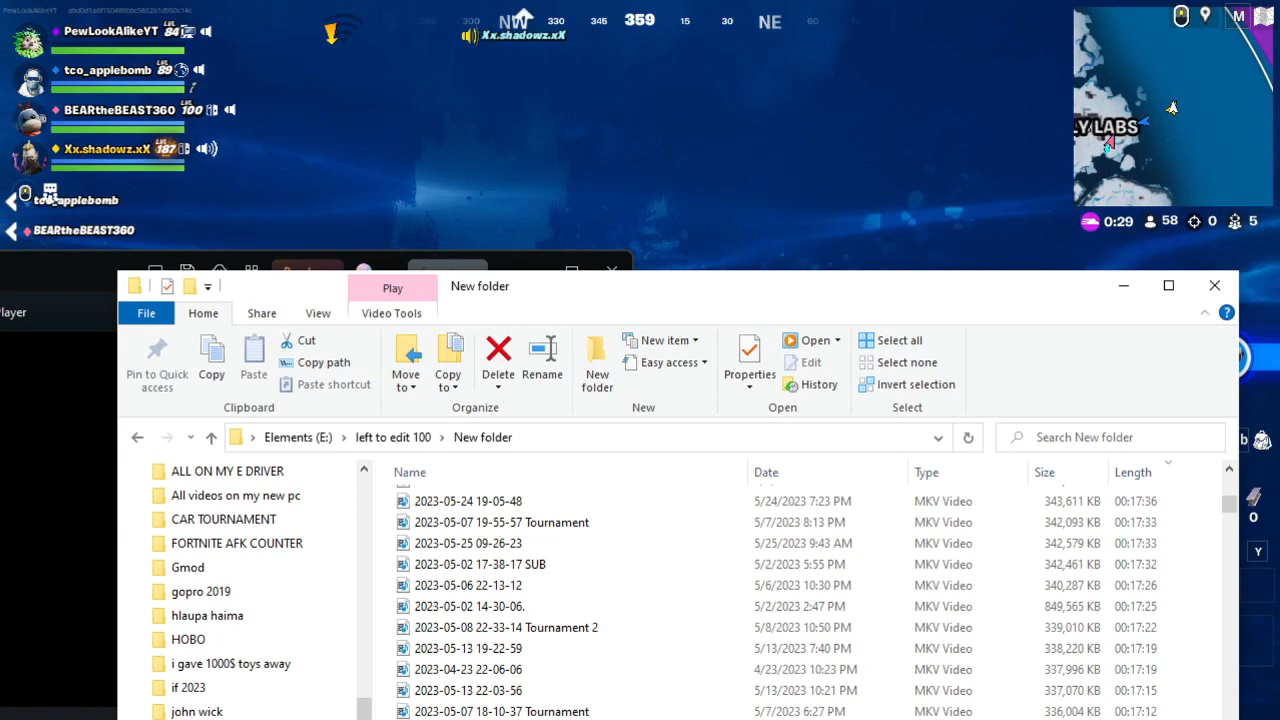 PewLookAlikeYT
PewLookAlikeYT LVL 84
tco_applebomb LVL 89
BEARtheBEAST360 LVL 100
Xx.shadowz.xX LVL 187
tco_applebomb
BEARtheBEAST360
300 NW 330 345 359 15 30 NE 60
Xx.shadowz.xX
M
Y LABS
0:29 58 0 5
layer
Play New folder
File Home Share View Video Tools
Pin to Quick access
Copy
Paste
Cut
Copy path
Paste shortcut
Clipboard
Move to
Copy to
Delete
Rename
Organize
New folder
New item
Easy access
New
Properties
Open
Edit
History
Open
Select all
Select none
Invert selection
Select
Elements (E:) > left to edit 100 > New folder
Search New folder
ALL ON MY E DRIVER
All videos on my new pc
CAR TOURNAMENT
FORTNITE AFK COUNTER
Gmod
gopro 2019
hlaupa haima
HOBO
i gave 1000$ toys away
if 2023
john wick
Name Date Type Size Length
2023-05-24 19-05-48 5/24/2023 7:23 PM MKV Video 343,611 KB 00:17:36
2023-05-07 19-55-57 Tournament 5/7/2023 8:13 PM MKV Video 342,093 KB 00:17:33
2023-05-25 09-26-23 5/25/2023 9:43 AM MKV Video 342,579 KB 00:17:33
2023-05-02 17-38-17 SUB 5/2/2023 5:55 PM MKV Video 342,461 KB 00:17:32
2023-05-06 22-13-12 5/6/2023 10:30 PM MKV Video 340,287 KB 00:17:31
2023-05-02 14-30-06. 5/2/2023 2:47 PM MKV Video 849,565 KB 00:17:25
2023-05-08 22-33-14 Tournament 2 5/8/2023 10:50 PM MKV Video 339,010 KB 00:17:22
2023-05-13 19-22-59 5/13/2023 7:40 PM MKV Video 338,220 KB 00:17:19
2023-04-23 22-06-06 4/23/2023 10:23 PM MKV Video 337,996 KB 00:17:19
2023-05-13 22-03-56 5/13/2023 10:21 PM MKV Video 337,070 KB 00:17:15
2023-05-07 18-10-37 Tournament 5/7/2023 6:27 PM MKV Video 336,004 KB 00:17:12
b
0
Y